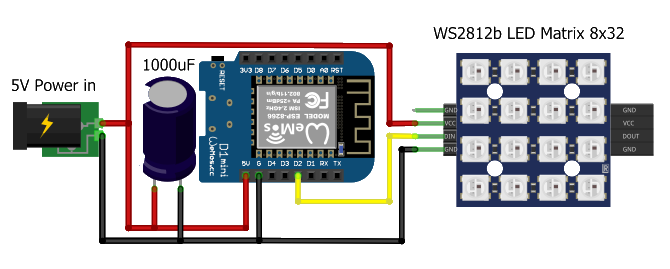 WS2812b LED Matrix 8x32
5V Power in
1000uF
3V3 D8 D7 D6 D5 D0 A0 RST
RESET
802.11b/g/n
PA +25dBm
ISM 2.4GHz
FC
MODEL ESP-8266
WeMos
D1 mini
WeMos.cc
5V G D4 D3 D2 D1 RX TX
GND
VCC
DIN
GND
GND
VCC
DOUT
GND